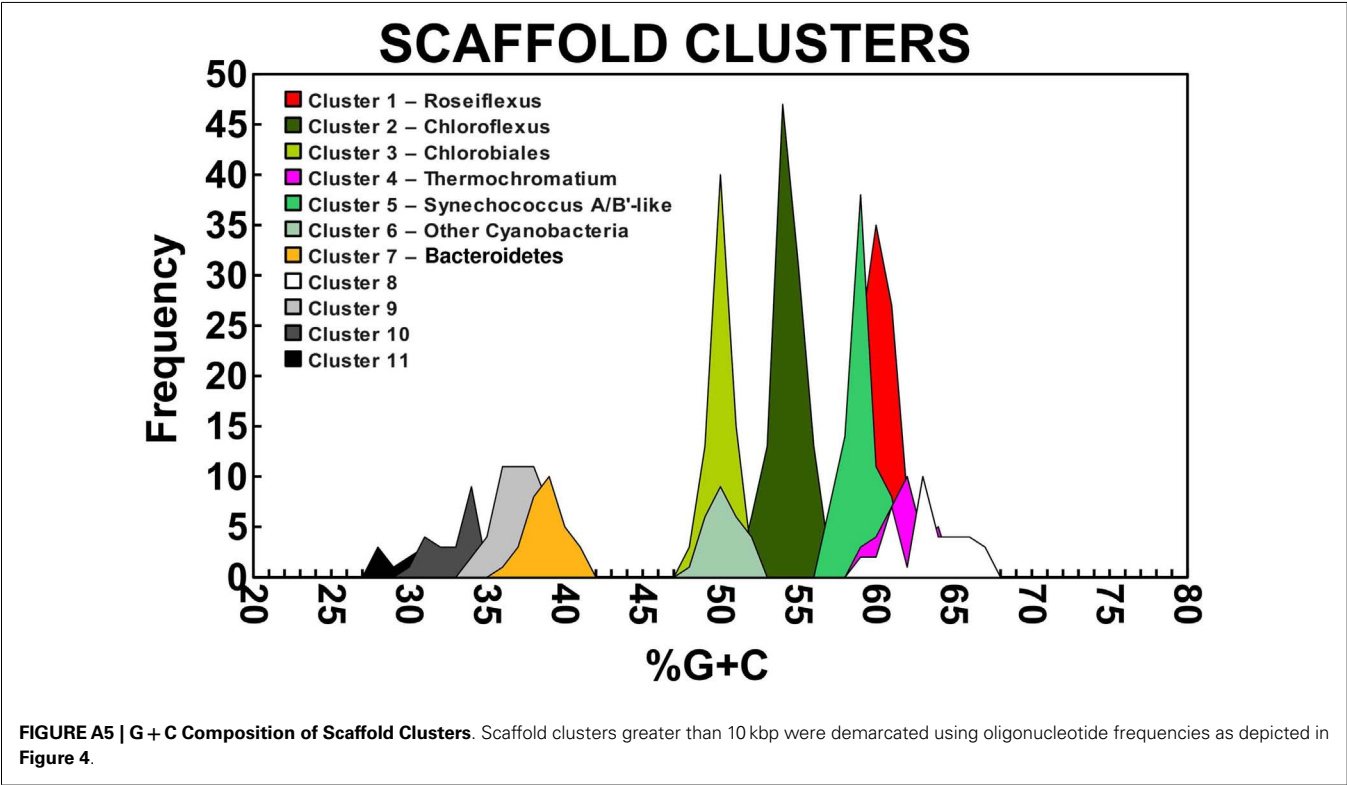 SCAFFOLD CLUSTERS
50
45
40
35
30
25
20
15
10
5
0
Frequency
Cluster 1 – Roseiflexus
Cluster 2 – Chloroflexus
Cluster 3 – Chlorobiales
Cluster 4 – Thermochromatium
Cluster 5 – Synechococcus A/B'-like
Cluster 6 – Other Cyanobacteria
Cluster 7 – Bacteroidetes
Cluster 8
Cluster 9
Cluster 10
Cluster 11
20 25 30 35 40 45 50 55 60 65 70 75 80
%G+C
FIGURE A5 | G + C Composition of Scaffold Clusters. Scaffold clusters greater than 10 kbp were demarcated using oligonucleotide frequencies as depicted in
Figure 4.